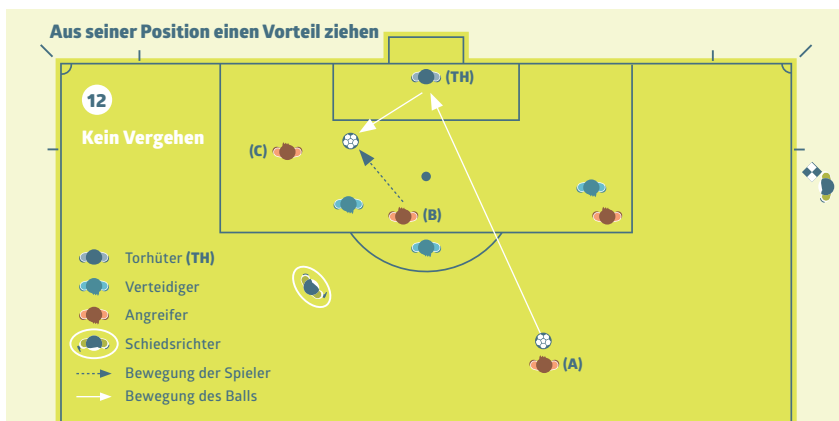 Aus seiner Position einen Vorteil ziehen
(TH)
12
Kein Vergehen
(C)
(B)
Torhüter (TH)
Verteidiger
Angreifer
Schiedsrichter
(A)
Bewegung der Spieler
Bewegung des Balls